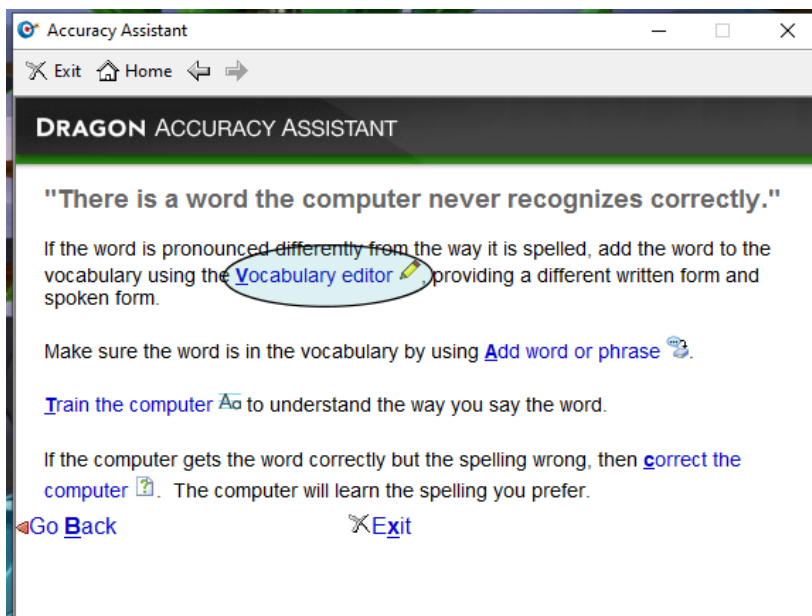 Accuracy Assistant
Exit Home
DRAGON ACCURACY ASSISTANT
"There is a word the computer never recognizes correctly."
If the word is pronounced differently from the way it is spelled, add the word to the
vocabulary using the Vocabulary editor , providing a different written form and
spoken form.
Make sure the word is in the vocabulary by using Add word or phrase .
Train the computer Aa to understand the way you say the word.
If the computer gets the word correctly but the spelling wrong, then correct the
computer ? . The computer will learn the spelling you prefer.
Go Back Exit